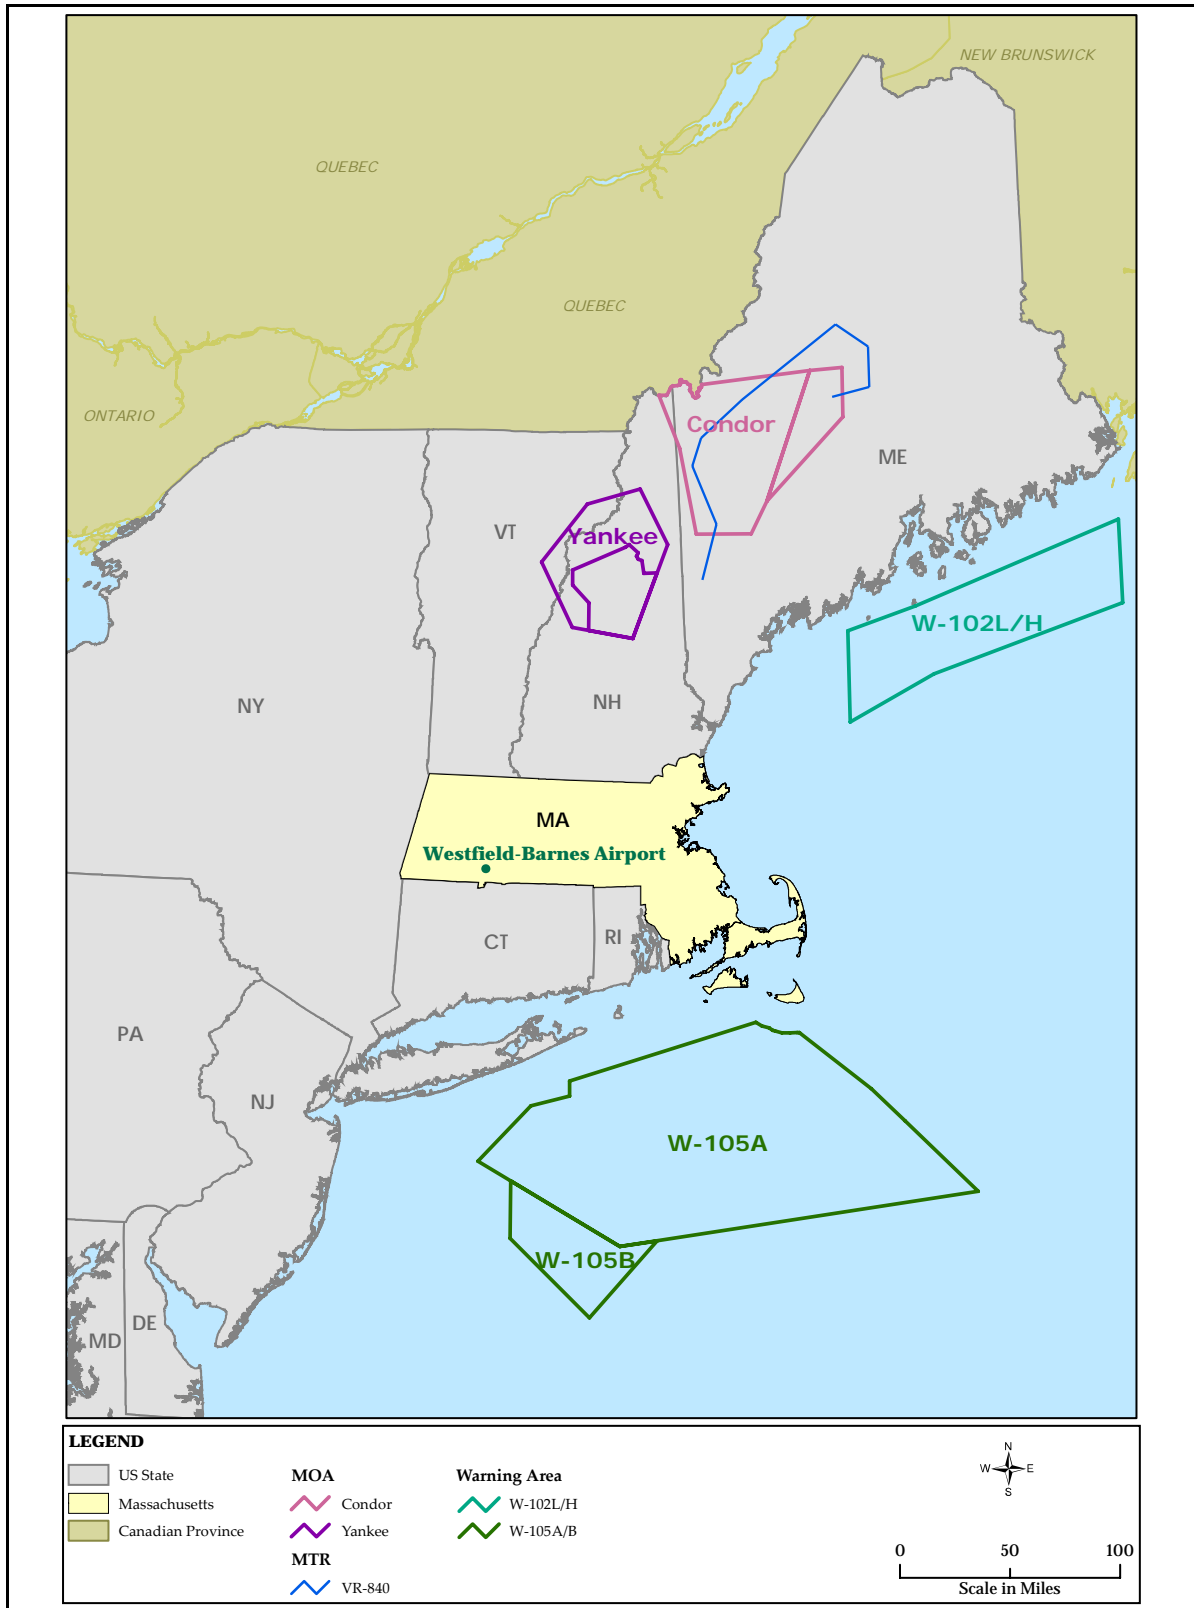 NEW BRUNSWICK
QUEBEC
QUEBEC
ONTARIO
Condor
ME
VT
Yankee
W-102L/H
NY
NH
MA
Westfield-Barnes Airport
CT
RI
PA
NJ
W-105A
W-105B
DE
MD
LEGEND
US State
Massachusetts
Canadian Province
MOA
Condor
Yankee
MTR
VR-840
Warning Area
W-102L/H
W-105A/B
N
W E
S
0 50 100
Scale in Miles